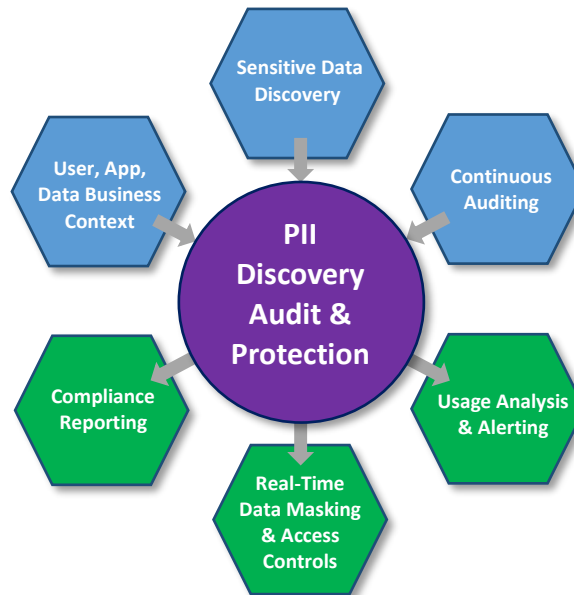 Sensitive Data
Discovery
User, App,
Data Business
Context
Continuous
Auditing
PII
Discovery
Audit &
Protection
Compliance
Reporting
Usage Analysis
& Alerting
Real-Time
Data Masking
& Access
Controls